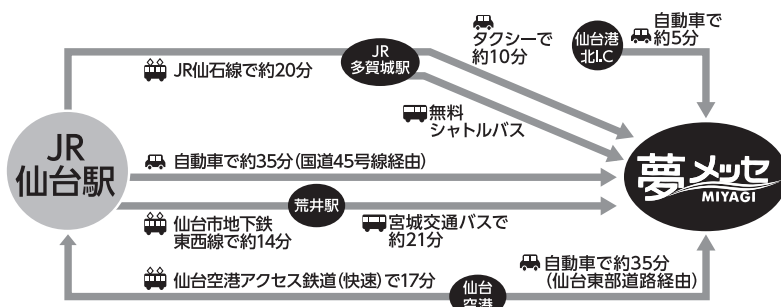 タクシーで
約10分
仙台港
北I.C
自動車で
約5分
JR
多賀城駅
JR仙石線で約20分
無料
シャトルバス
JR
仙台駅
自動車で約35分(国道45号線経由)
夢メッセ
MIYAGI
荒井駅
仙台市地下鉄
東西線で約14分
宮城交通バスで
約21分
自動車で約35分
(仙台東部道路経由)
仙台空港アクセス鉄道(快速)で17分
仙台
空港